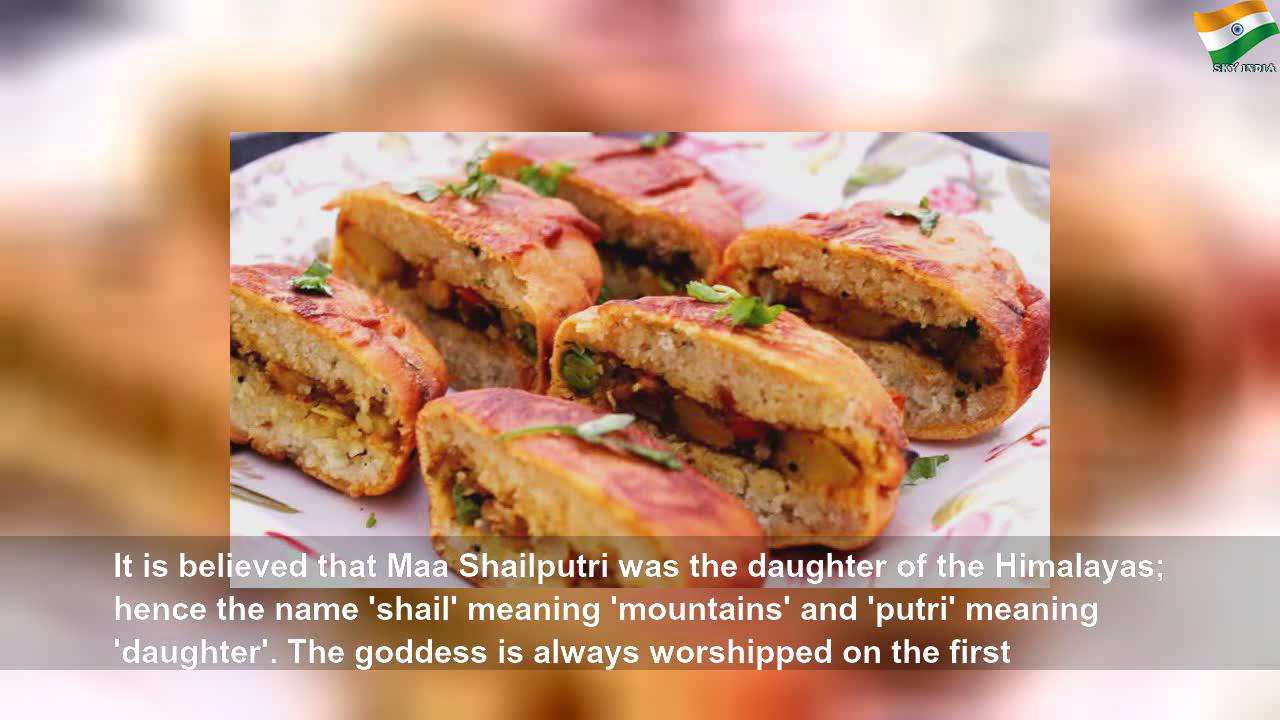 SKY INDIA
It is believed that Maa Shailputri was the daughter of the Himalayas;
hence the name 'shail' meaning 'mountains' and 'putri' meaning
'daughter'. The goddess is always worshipped on the first